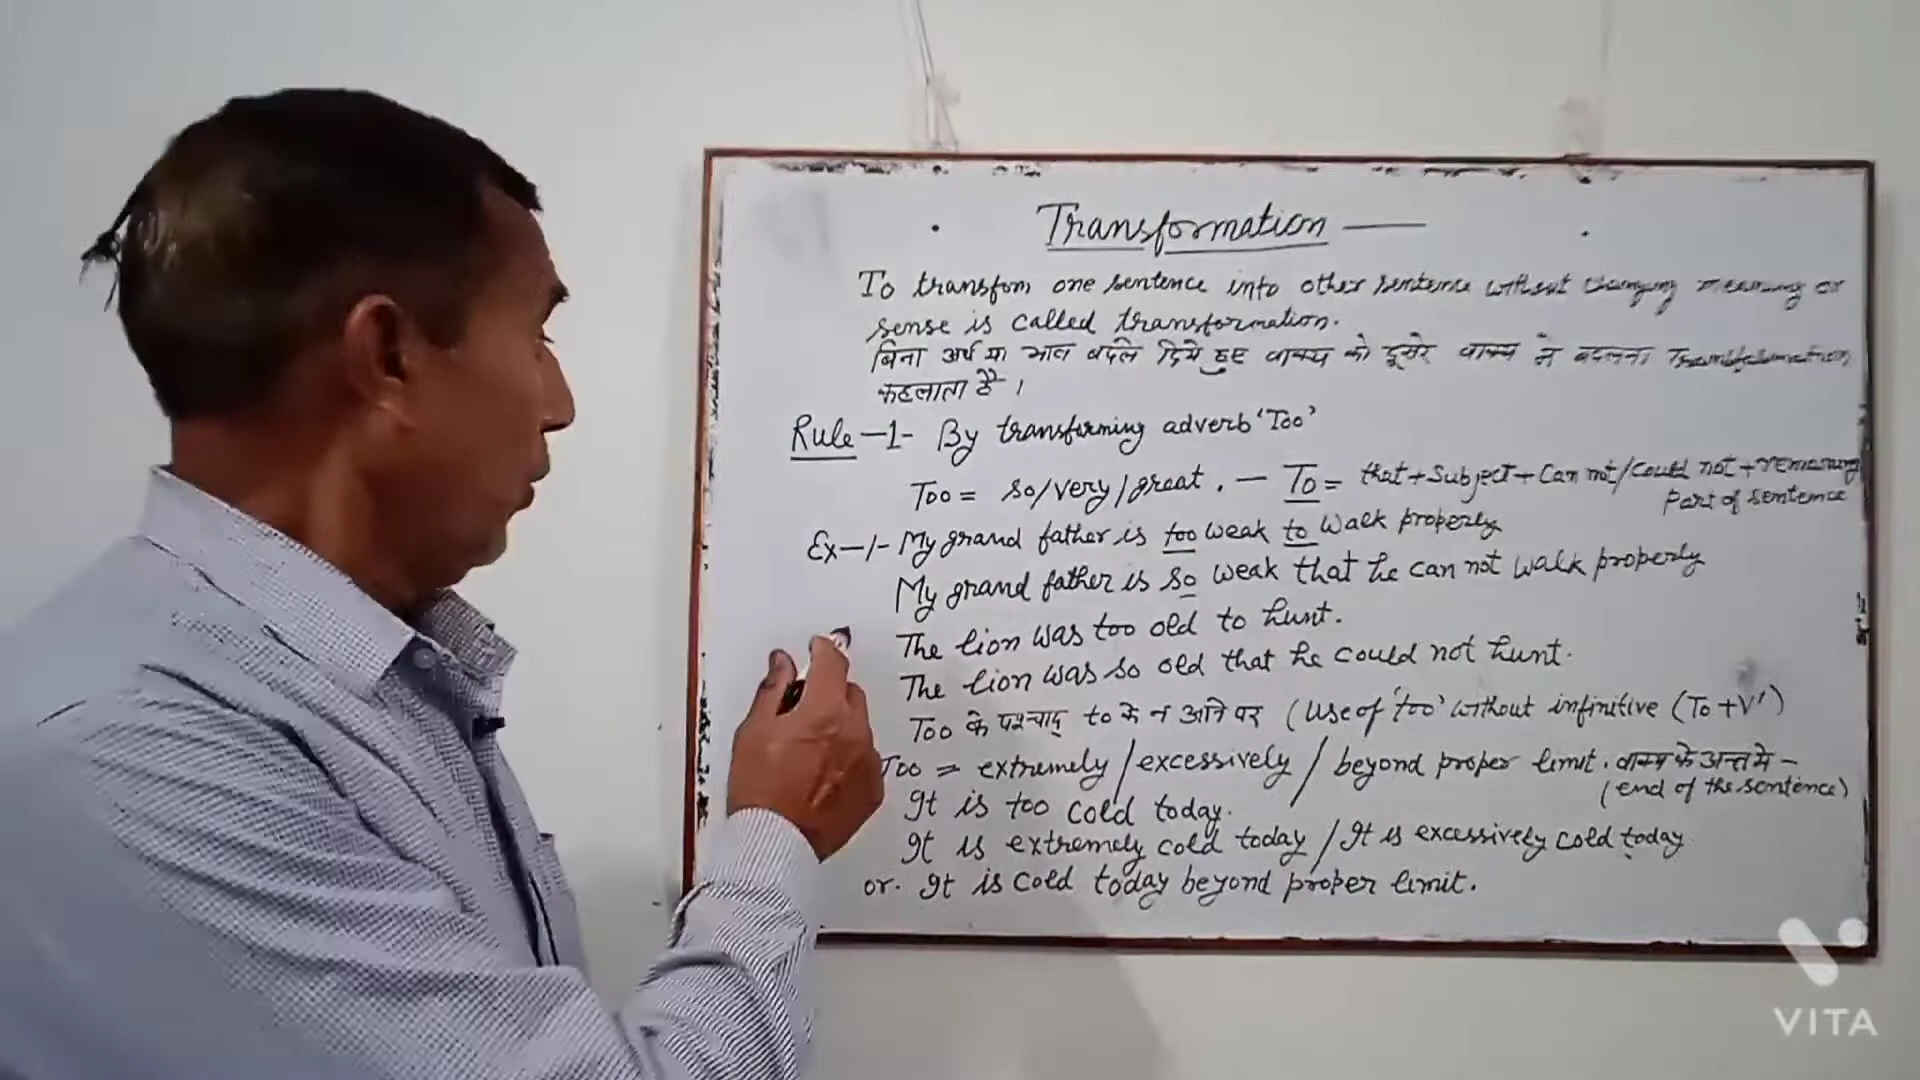 Transformation
To transfom one sentence into other sentence without changing meaning or
sense is called transformation.
बिना अर्थ या भाव बदले दिये हुए वाक्य को दूसरे वाक्य में बदलना Transformation
कहलाता है ।
Rule-1- By transforming adverb 'Too'
Too = so/very/great. - To = that+Subject+Can not/could not+remaining
part of sentence
Ex-1- My grand father is too weak to walk properly
My grand father is so weak that he can not walk properly
The lion was too old to hunt.
The lion was so old that he could not hunt.
Too के पश्चाद् to के न आने पर (Use of 'too' without infinitive (To+V')
Too = extremely/excessively/beyond proper limit. वाक्य के अन्त मे -
(end of the sentence)
It is too cold today.
It is extremely cold today/It is excessively cold today
or. It is cold today beyond proper limit.
VITA